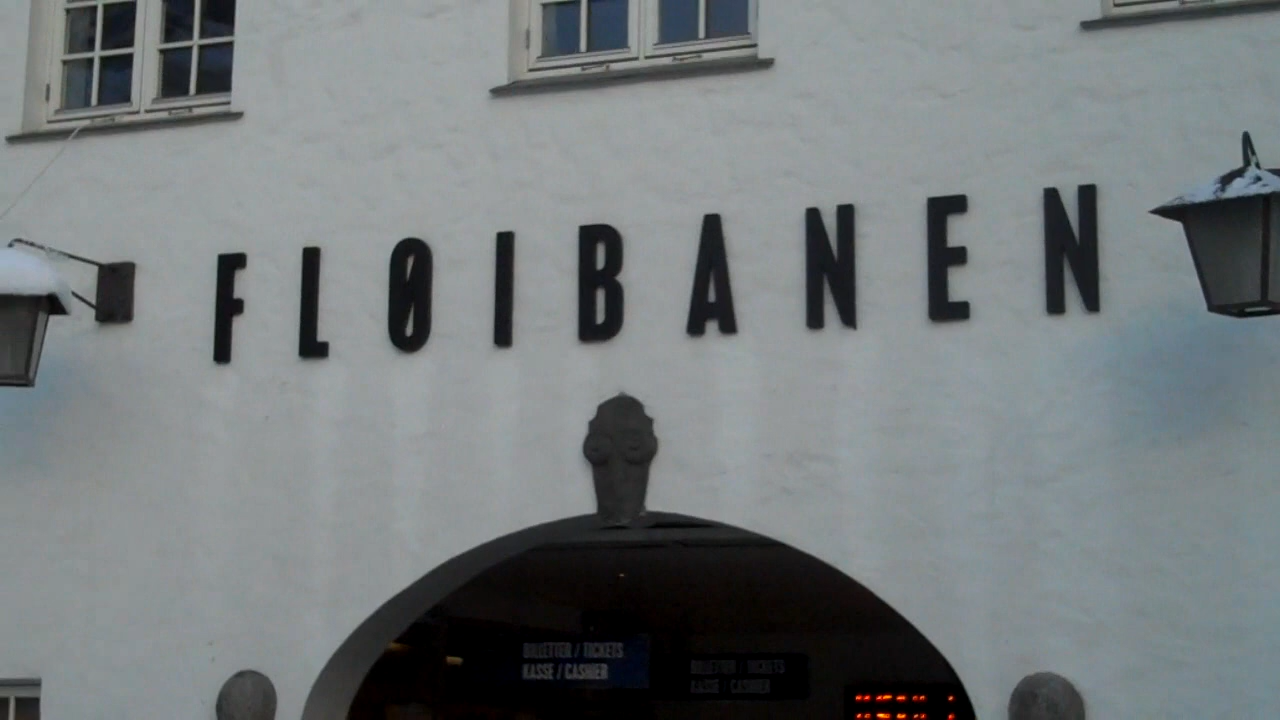 FLØIBANEN
BILLETTER / TICKETS
KASSE / CASHIER
BILLETTER / TICKETS
KASSE / CASHIER